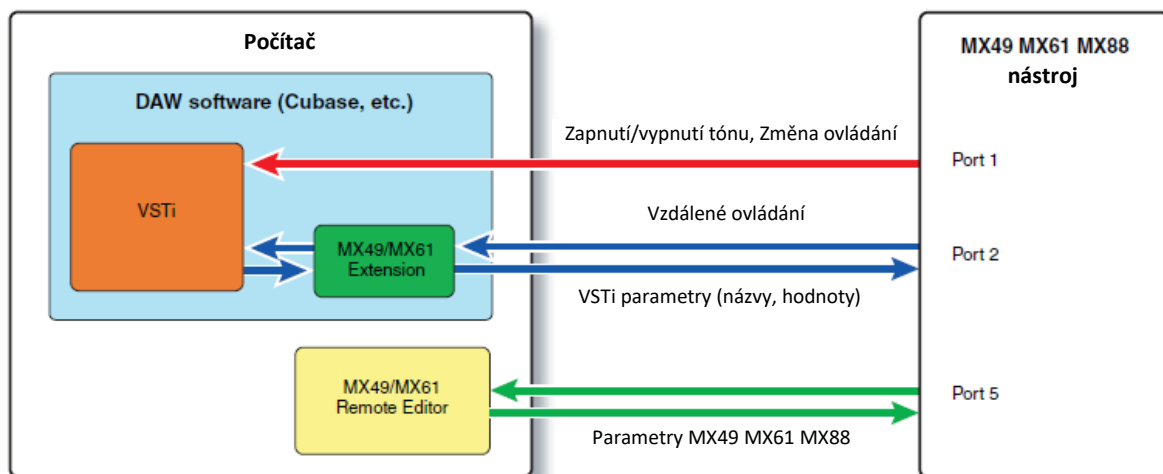 Počítač
DAW software (Cubase, etc.)
VSTi
MX49/MX61
Extension
MX49/MX61
Remote Editor
Zapnutí/vypnutí tónu, Změna ovládání
Vzdálené ovládání
VSTi parametry (názvy, hodnoty)
Parametry MX49 MX61 MX88
MX49 MX61 MX88
nástroj
Port 1
Port 2
Port 5